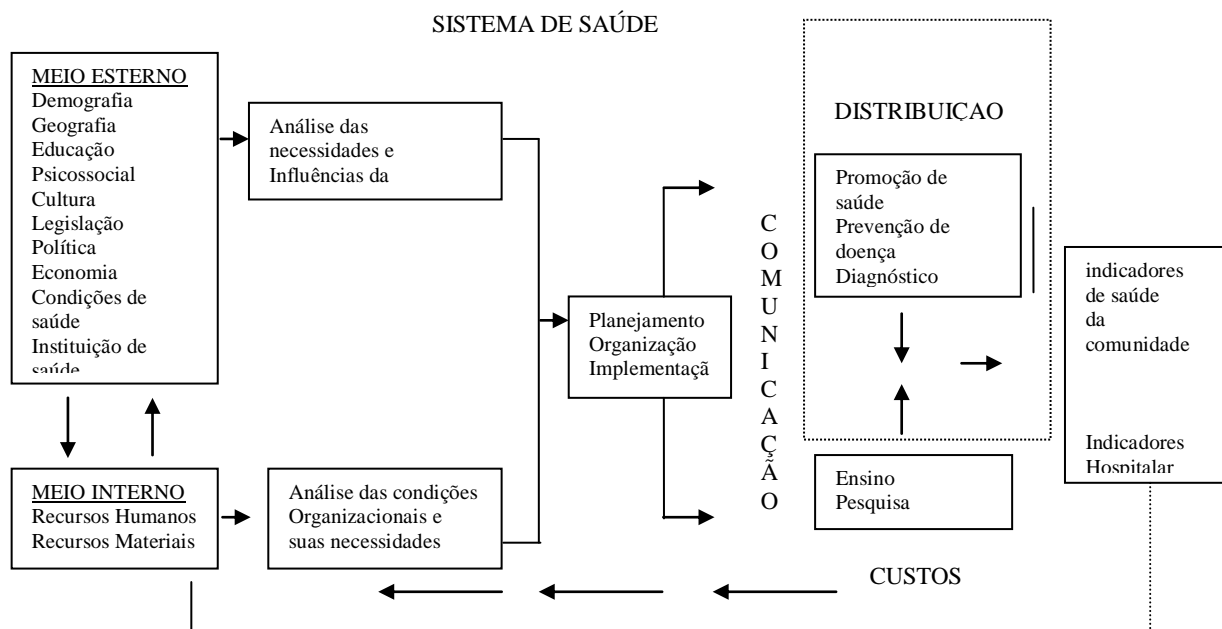 SISTEMA DE SAÚDE
MEIO ESTERNO
Demografia
Geografia
Educação
Psicossocial
Cultura
Legislação
Política
Economia
Condições de
saúde
Instituição de
saúde
Análise das
necessidades e
Influências da
MEIO INTERNO
Recursos Humanos
Recursos Materiais
Análise das condições
Organizacionais e
suas necessidades
Planejamento
Organização
Implementaçã
C
O
M
U
N
I
C
A
Ç
Ã
O
DISTRIBUIÇAO
Promoção de
saúde
Prevenção de
doença
Diagnóstico
Ensino
Pesquisa
indicadores
de saúde
da
comunidade
Indicadores
Hospitalar
CUSTOS